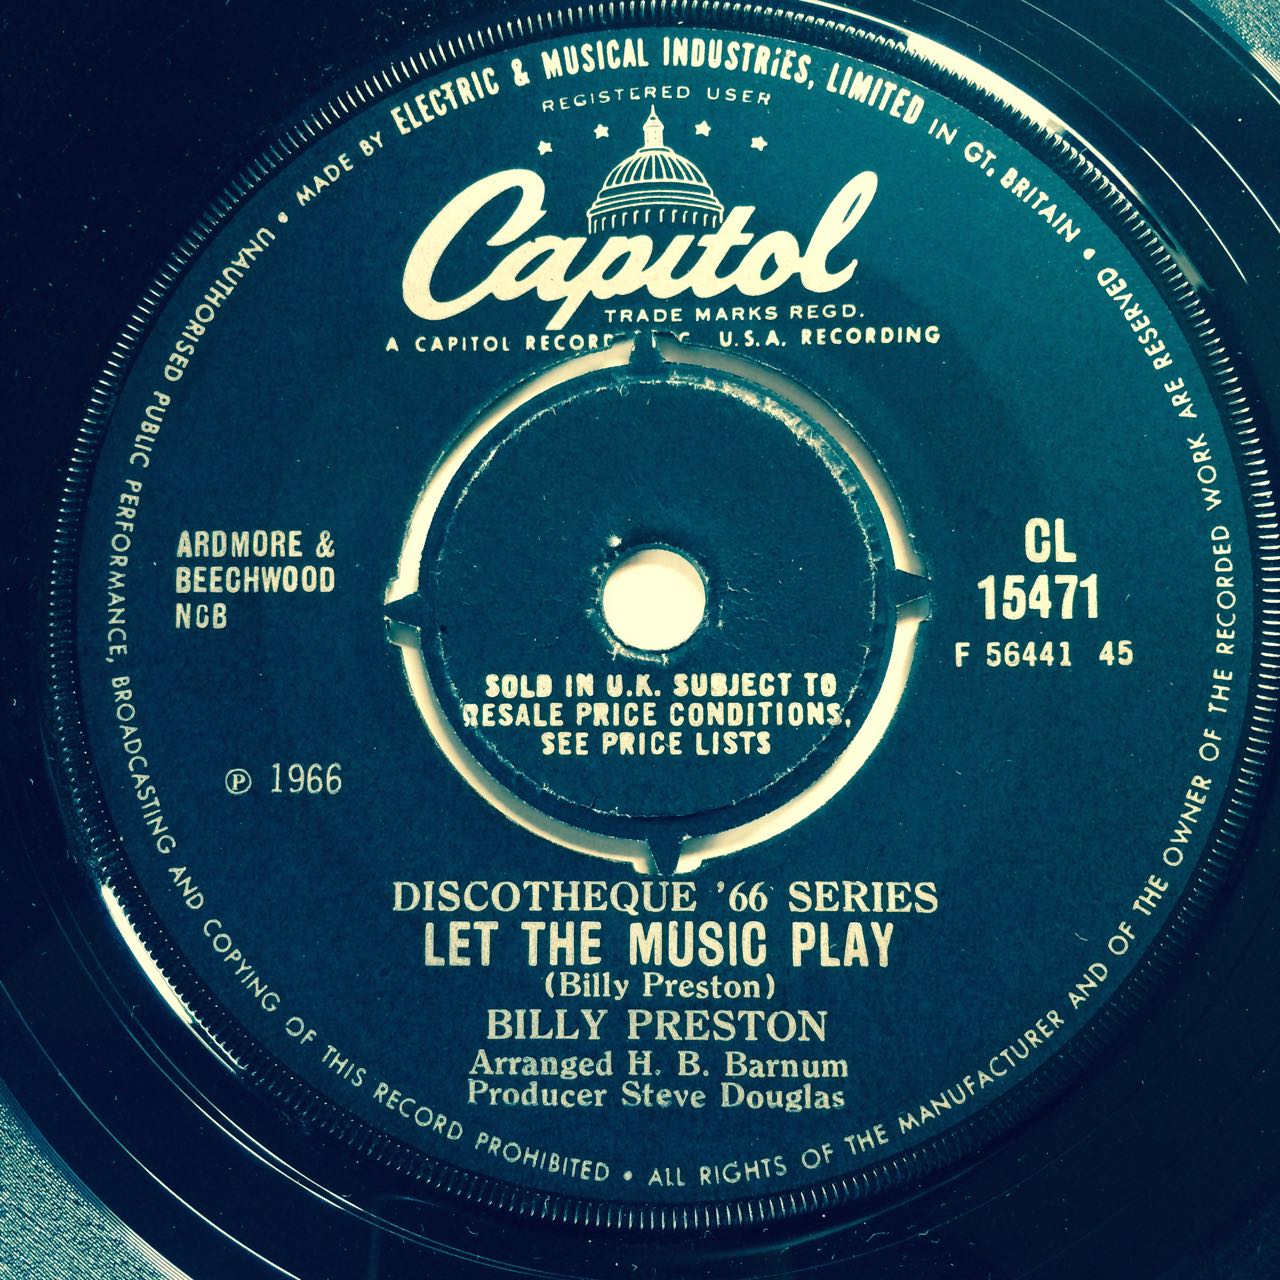 MADE BY ELECTRIC & MUSICAL INDUSTRIES, LIMITED IN GT. BRITAIN •
ALL RIGHTS OF THE MANUFACTURER AND OF THE OWNER OF THE RECORDED WORK ARE RESERVED
UNAUTHORISED PUBLIC PERFORMANCE, BROADCASTING AND COPYING OF THIS RECORD PROHIBITED •
REGISTERED USER
Capitol
TRADE MARKS REGD.
A CAPITOL U.S.A. RECORDING
ARDMORE &
BEECHWOOD
NCB
CL
15471
F 56441 45
SOLD IN U.K. SUBJECT TO
RESALE PRICE CONDITIONS,
SEE PRICE LISTS
℗ 1966
DISCOTHEQUE '66 SERIES
LET THE MUSIC PLAY
(Billy Preston)
BILLY PRESTON
Arranged H. B. Barnum
Producer Steve Douglas